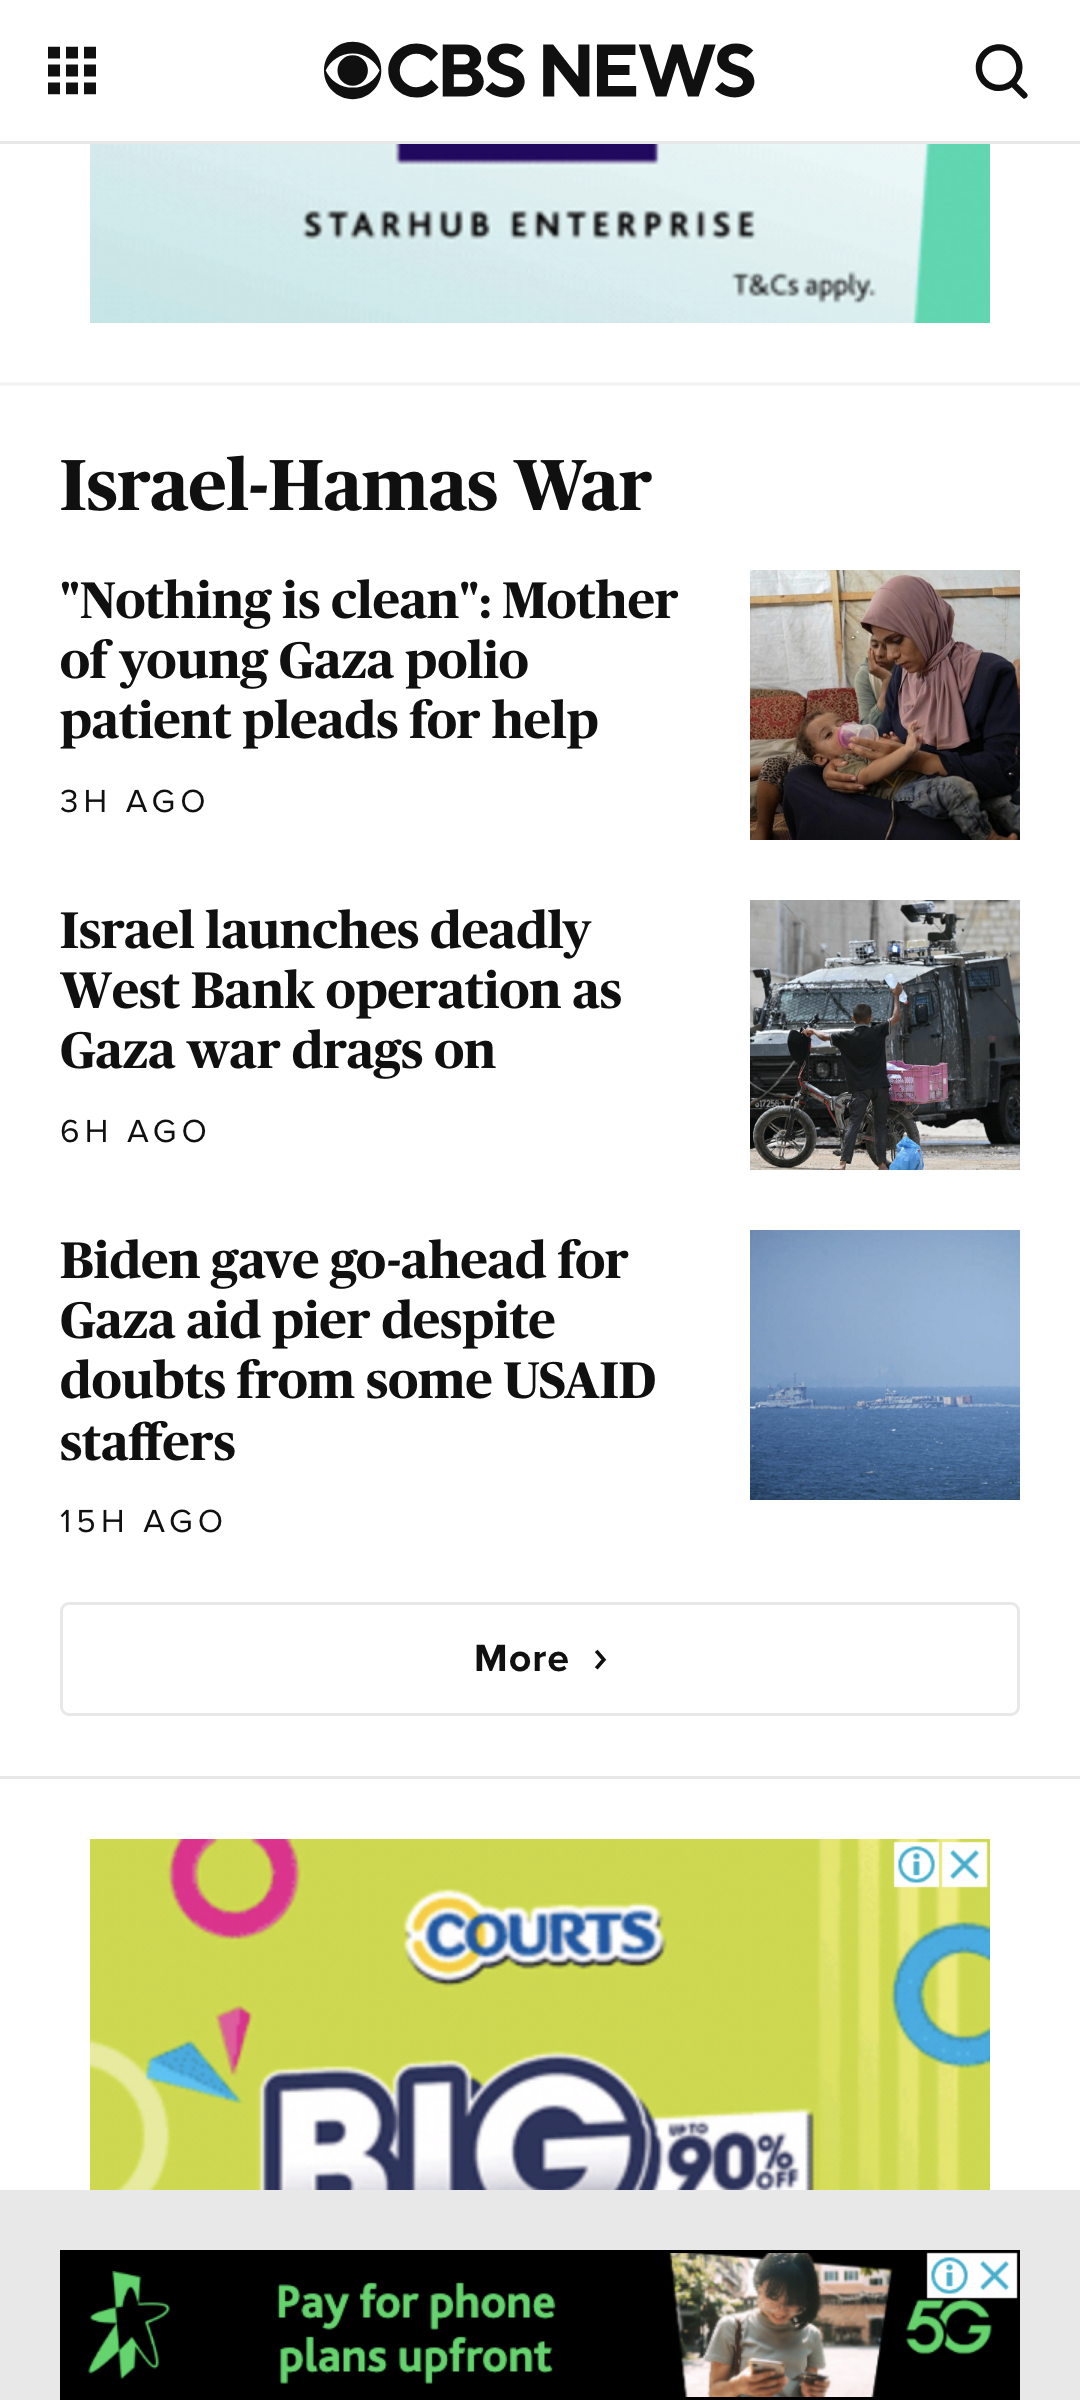 CBS NEWS
STARHUB ENTERPRISE
T&Cs apply.
Israel-Hamas War
"Nothing is clean": Mother
of young Gaza polio
patient pleads for help
3H AGO
Israel launches deadly
West Bank operation as
Gaza war drags on
6H AGO
Biden gave go-ahead for
Gaza aid pier despite
doubts from some USAID
staffers
15H AGO
More
COURTS
BIG
UP TO
90%
OFF
Pay for phone
plans upfront
5G